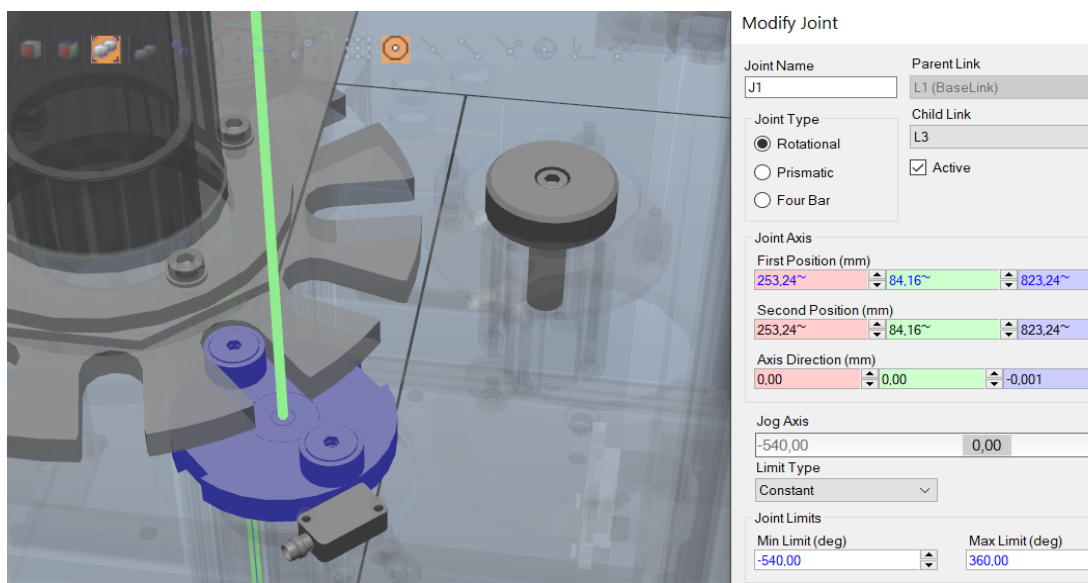 Modify Joint
Joint Name
Parent Link
J1
L1 (BaseLink)
Joint Type
Child Link
Rotational
L3
Prismatic
Active
Four Bar
Joint Axis
First Position (mm)
253,24~ 84,16~ 823,24~
Second Position (mm)
253,24~ 84,16~ 823,24~
Axis Direction (mm)
0,00 0,00 -0,001
Jog Axis
-540,00 0,00
Limit Type
Constant
Joint Limits
Min Limit (deg) Max Limit (deg)
-540,00 360,00